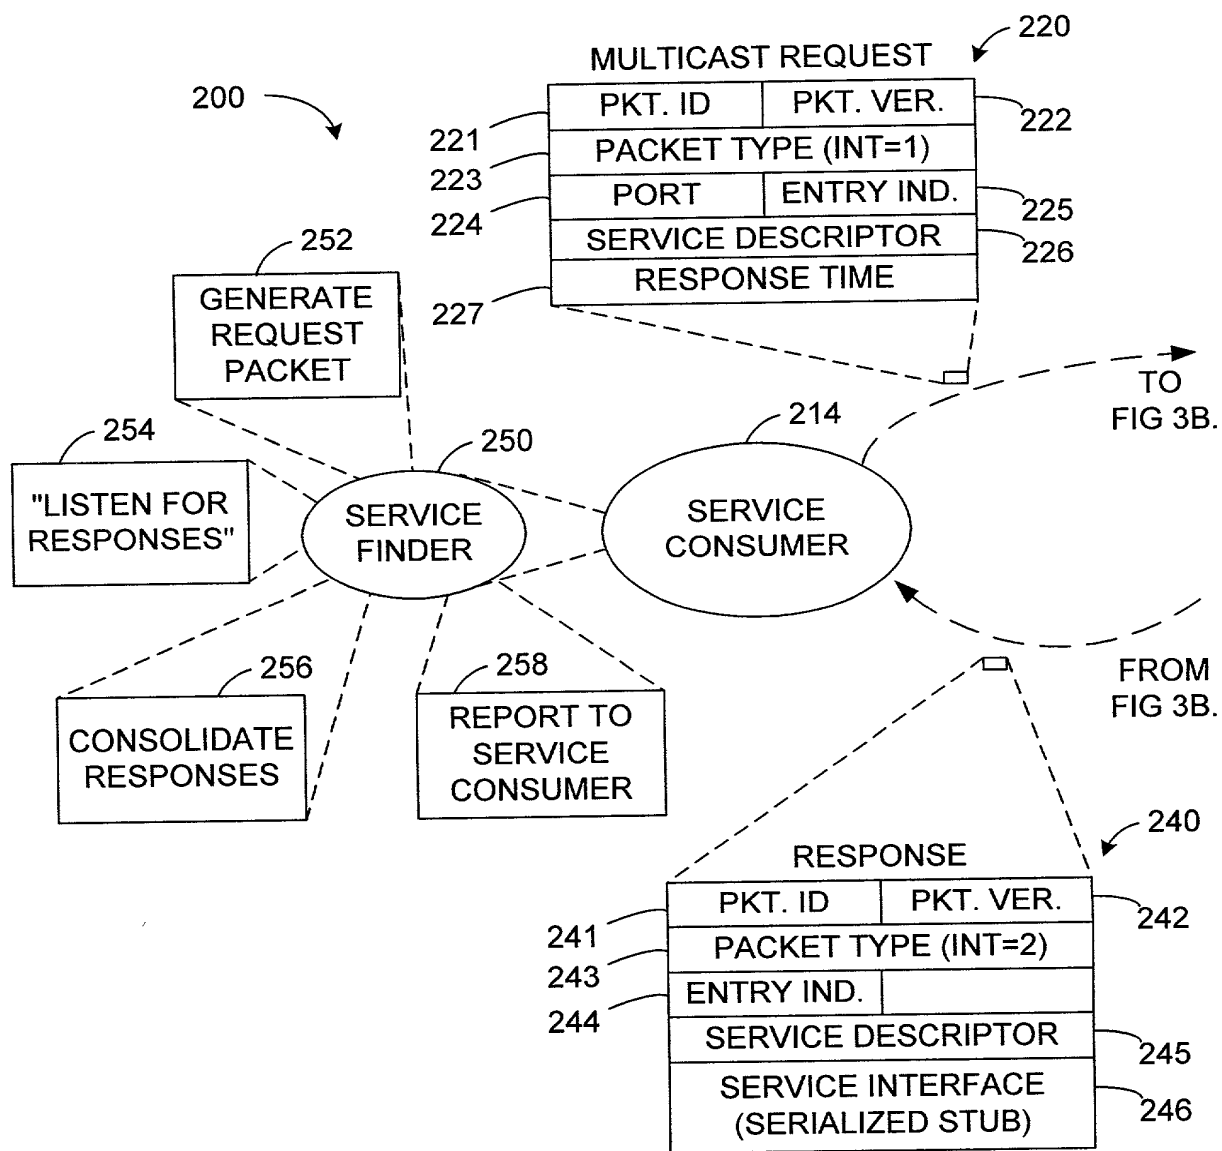 220
MULTICAST REQUEST
200
PKT. ID PKT. VER.
221
222
PACKET TYPE (INT=1)
223
PORT ENTRY IND.
224
225
SERVICE DESCRIPTOR
226
RESPONSE TIME
227
252
GENERATE
REQUEST
PACKET
TO
FIG 3B.
254
"LISTEN FOR
RESPONSES"
250
SERVICE
FINDER
214
SERVICE
CONSUMER
256
CONSOLIDATE
RESPONSES
258
REPORT TO
SERVICE
CONSUMER
FROM
FIG 3B.
240
RESPONSE
PKT. ID PKT. VER.
241
242
PACKET TYPE (INT=2)
243
ENTRY IND.
244
SERVICE DESCRIPTOR
245
SERVICE INTERFACE
(SERIALIZED STUB)
246